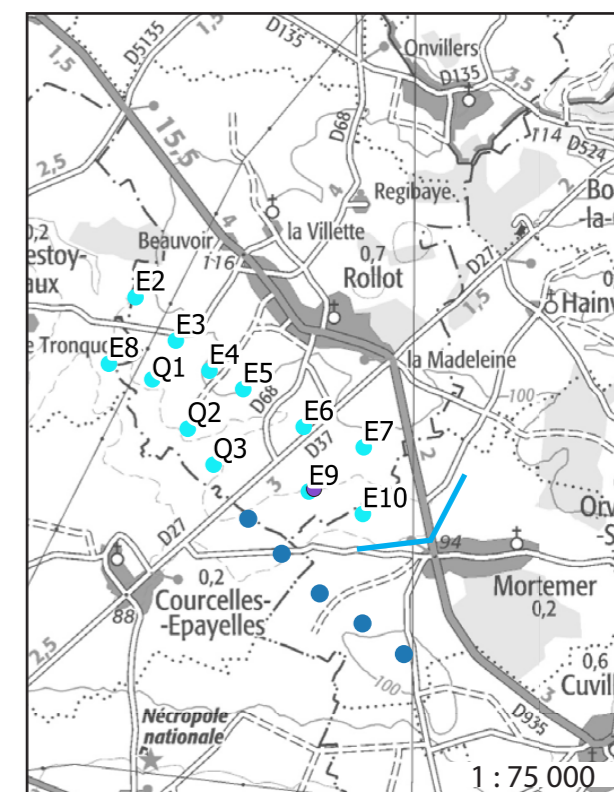 D5135
D135
Onvillers
1,5
D135
3,5
15,5
D68
114
D524
2,5
4
Regibaye
2
Bo
-la-
4
la Villette
Beauvoir
116
0,7
Rollot
D27
0,2
estoy-
aux
1,5
Hain
E2
E3
e Tronquo
E8
Q1
E4
E5
la Madeleine
D68
100
E6
Q2
D37
E7
2
Q3
3
E9
Orv
-S
E10
D27
94
0,2
Courcelles-
-Epayelles
88
Mortemer
0,2
2,5
0,6
Cuvil
100
3
D935
Nécropole
nationale
1 : 75 000